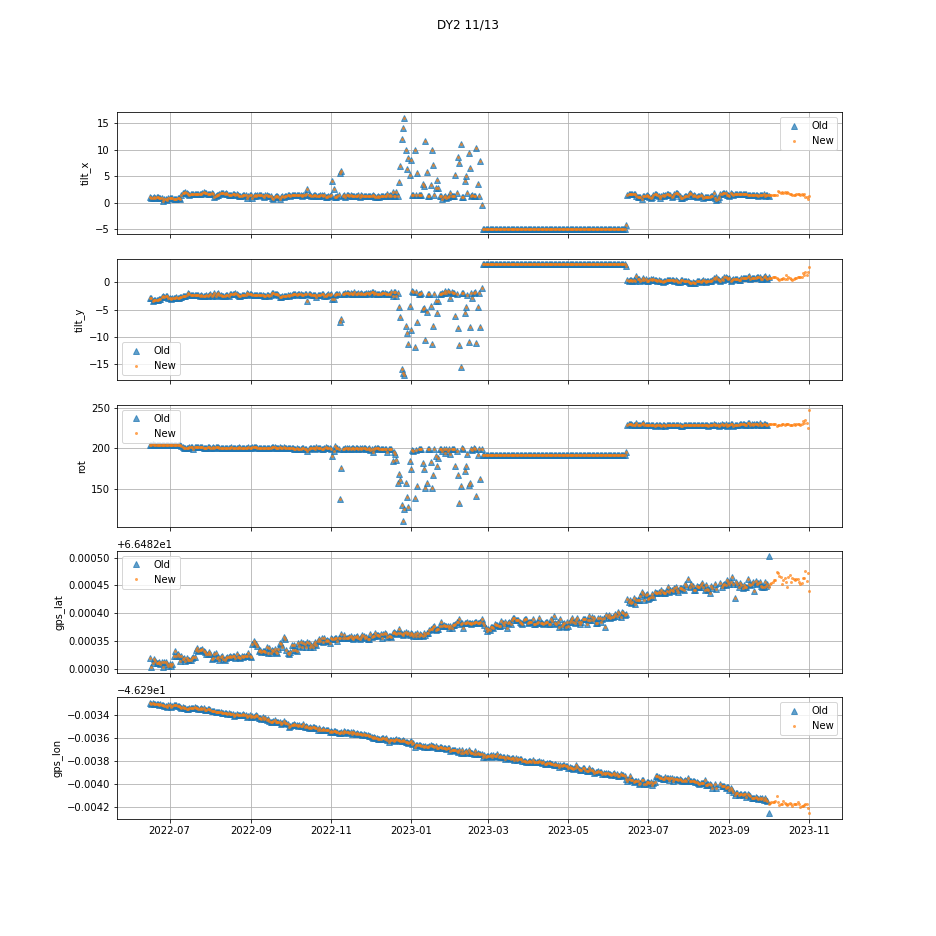 DY2 11/13
15
10
5
0
−5
tilt_x
Old
New
0
−5
−10
−15
tilt_y
Old
New
250
200
150
rot
Old
New
+6.6482e1
0.00050
0.00045
0.00040
0.00035
0.00030
gps_lat
Old
New
−4.629e1
−0.0034
−0.0036
−0.0038
−0.0040
−0.0042
gps_lon
Old
New
2022-07 2022-09 2022-11 2023-01 2023-03 2023-05 2023-07 2023-09 2023-11